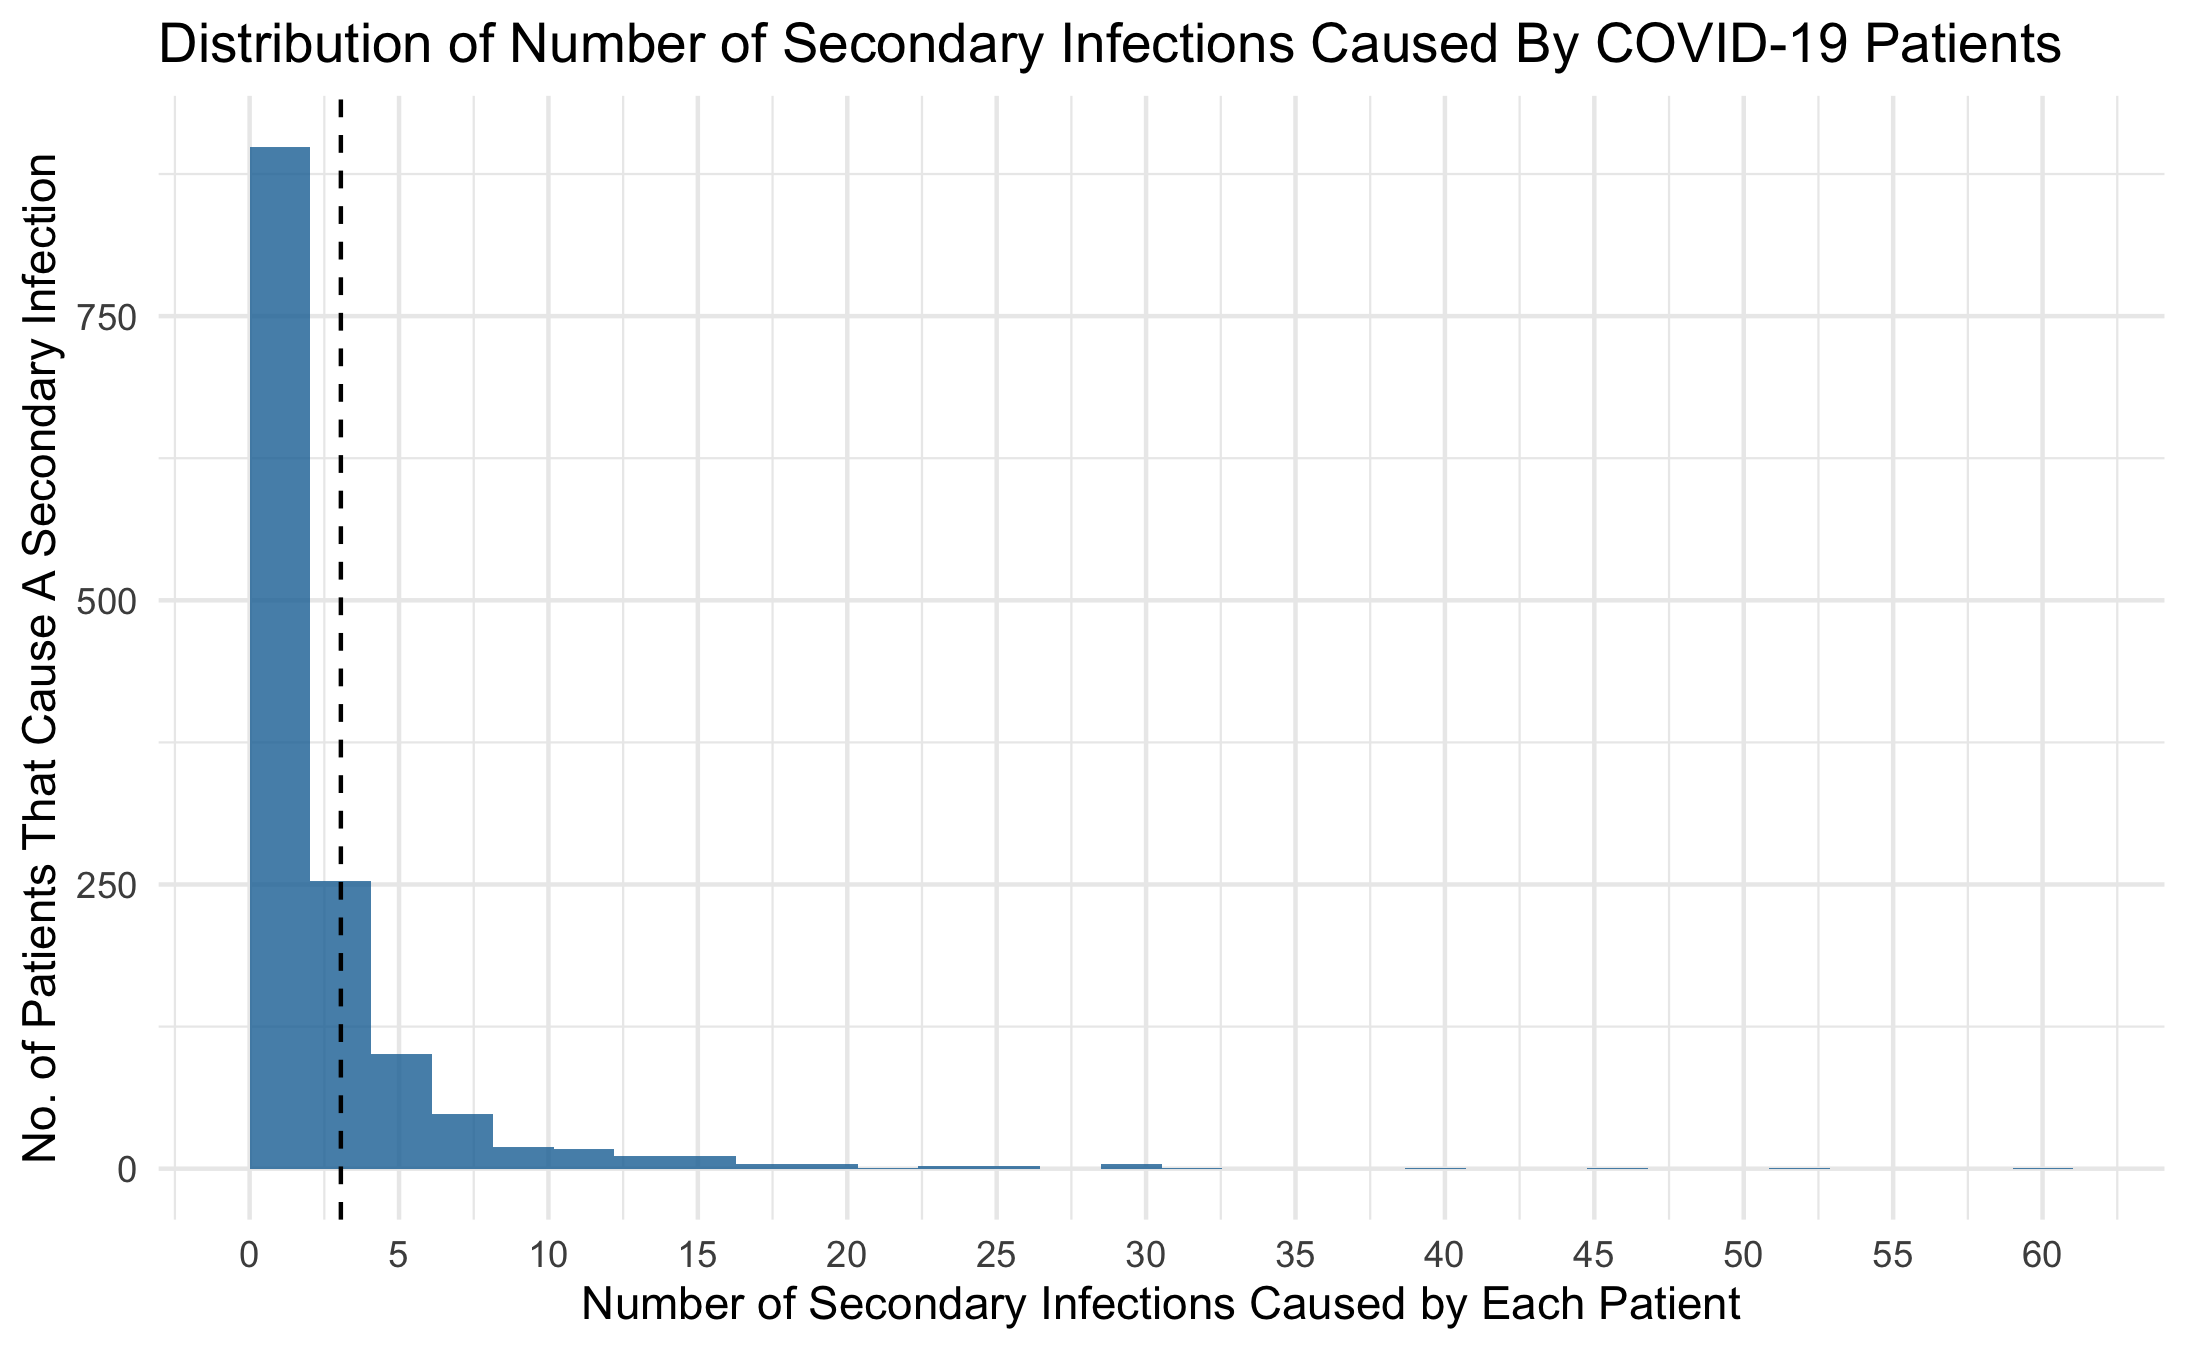 Distribution of Number of Secondary Infections Caused By COVID-19 Patients
No. of Patients That Cause A Secondary Infection
750
500
250
0
0 5 10 15 20 25 30 35 40 45 50 55 60
Number of Secondary Infections Caused by Each Patient